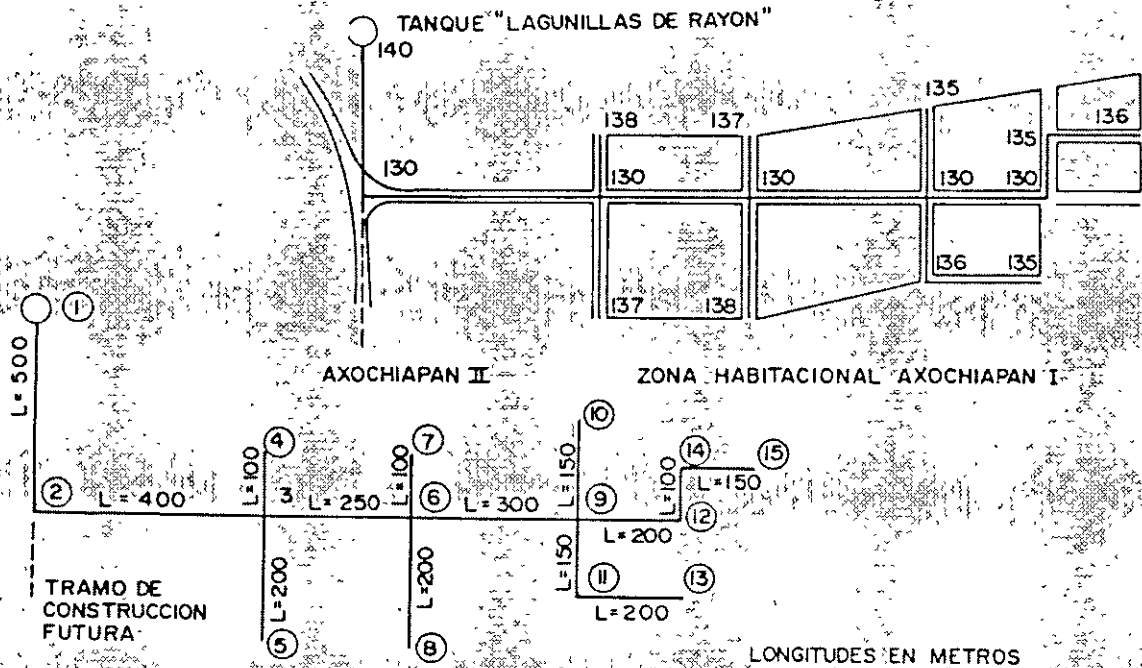 TANQUE "LAGUNILLAS DE RAYON"
140
135
138 137 136
130 135
130 130 130 130
136 135
137 138
①
L=500
AXOCHIAPAN II ZONA HABITACIONAL AXOCHIAPAN I
⑩
④ ⑦ ⑭ ⑮
L=100 L=100 L=150 L=100 L=150
② L=400 3 L=250 ⑥ L=300 ⑨ L=200 ⑫
L=200 L=200 L=150 ⑪ L=200 ⑬
TRAMO DE
CONSTRUCCION
FUTURA
⑤ ⑧
LONGITUDES EN METROS